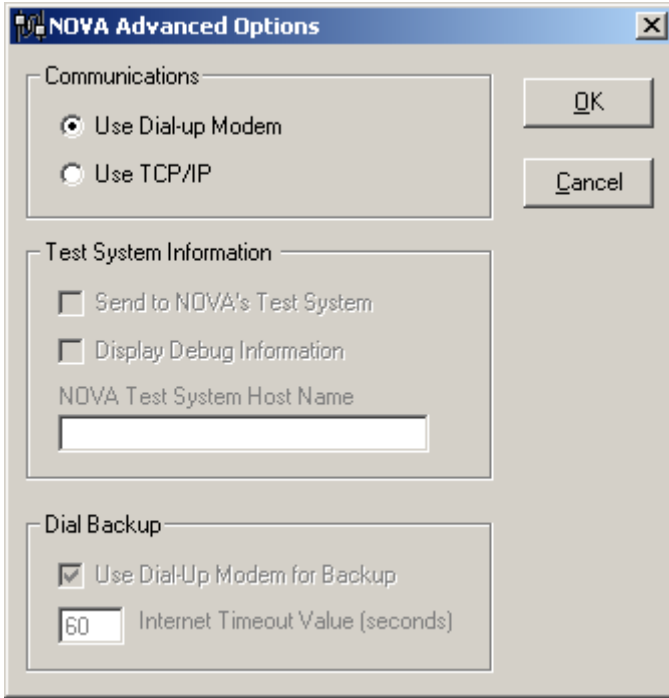 NOVA Advanced Options
Communications
OK
Use Dial-up Modem
Use TCP/IP
Cancel
Test System Information
Send to NOVA's Test System
Display Debug Information
NOVA Test System Host Name
Dial Backup
Use Dial-Up Modem for Backup
60 Internet Timeout Value (seconds)